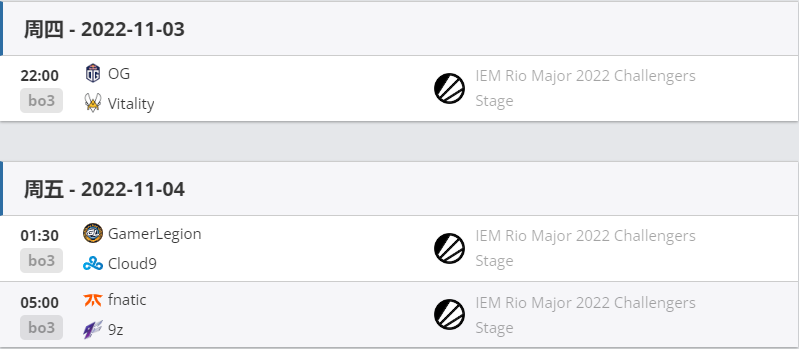 周四 - 2022-11-03
22:00
OG
IEM Rio Major 2022 Challengers
Stage
bo3
Vitality
周五 - 2022-11-04
01:30
GamerLegion
IEM Rio Major 2022 Challengers
Stage
bo3
Cloud9
05:00
fnatic
IEM Rio Major 2022 Challengers
Stage
bo3
9z